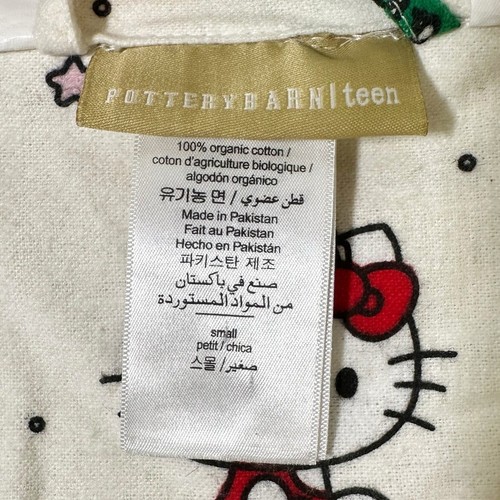 POTTERYBARN|teen
100% organic cotton /
coton d'agriculture biologique /
algodón orgánico
유기농 면 / قطن عضوي
Made in Pakistan
Fait au Pakistan
Hecho en Pakistán
파키스탄 제조
صنع في باكستان
من المواد المستوردة
small
petit / chica
스몰 / صغير